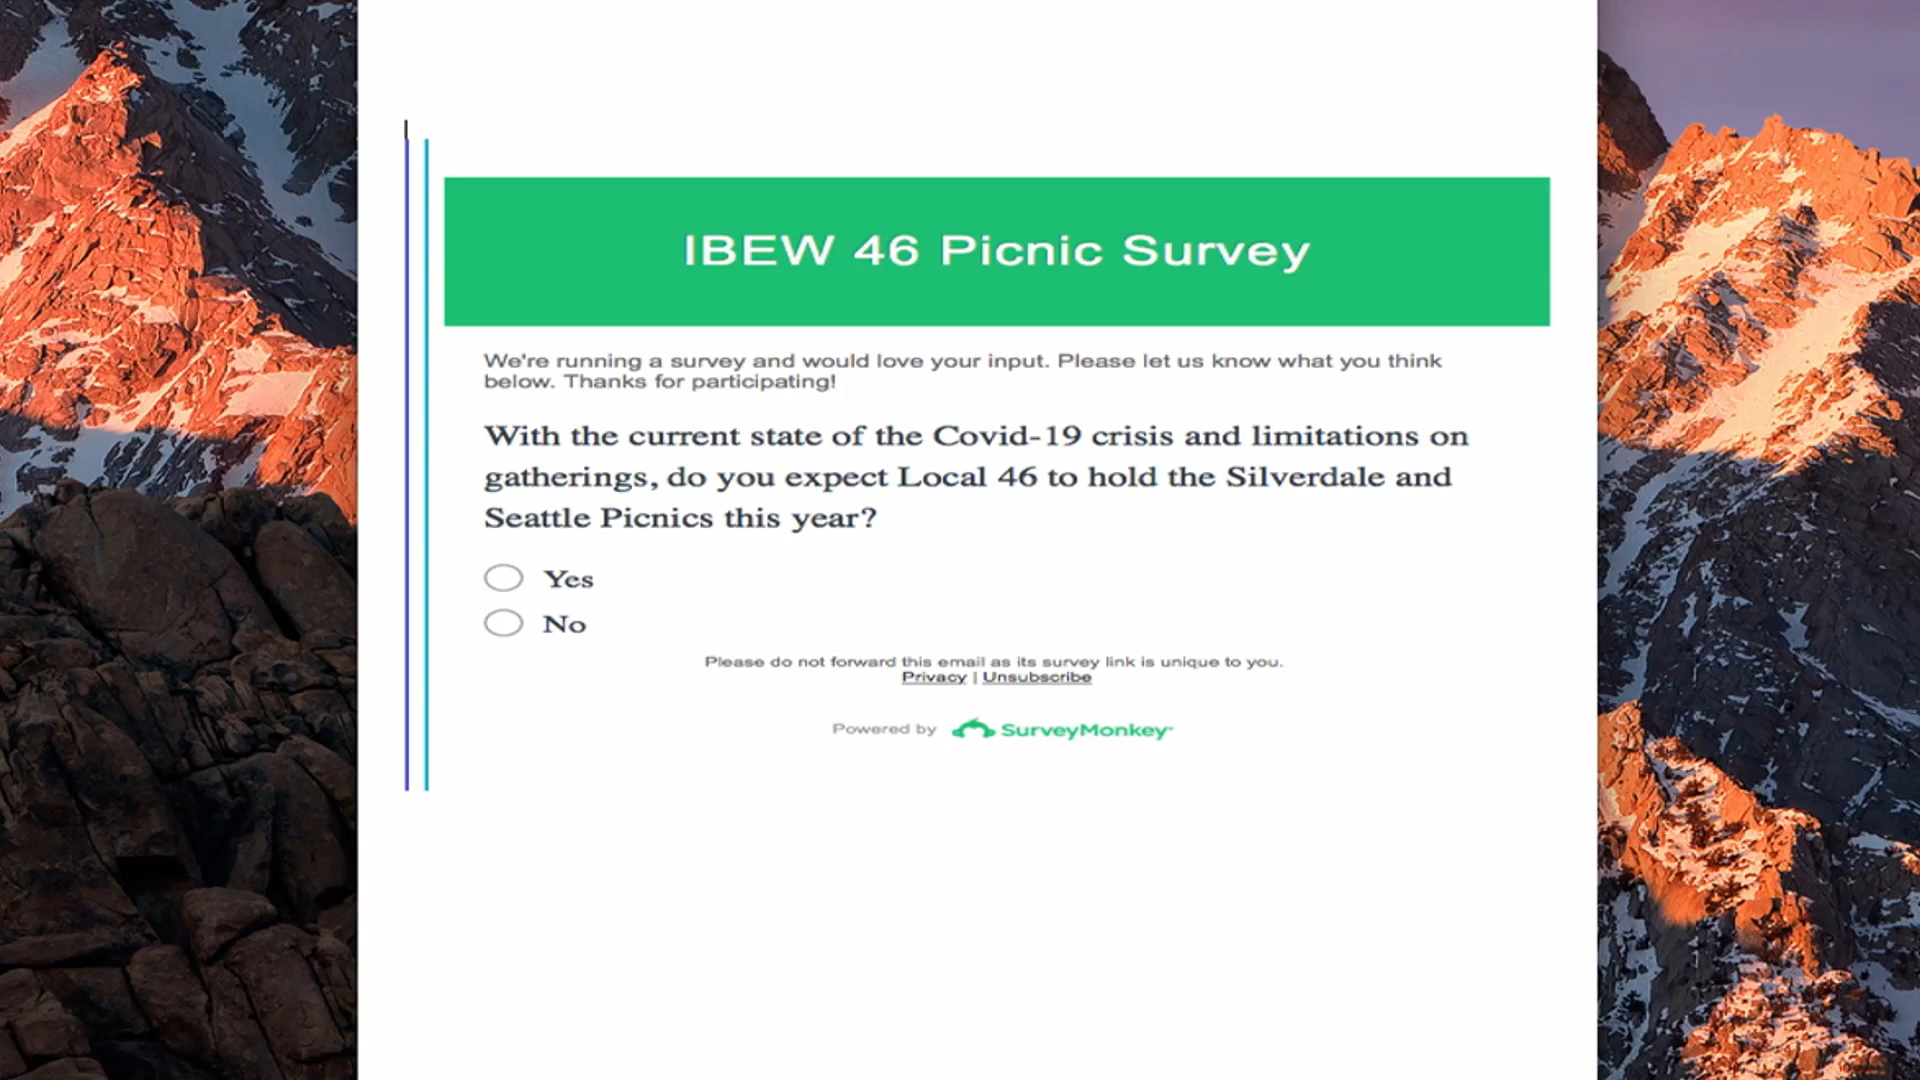 IBEW 46 Picnic Survey
We're running a survey and would love your input. Please let us know what you think
below. Thanks for participating!
With the current state of the Covid-19 crisis and limitations on
gatherings, do you expect Local 46 to hold the Silverdale and
Seattle Picnics this year?
Yes
No
Please do not forward this email as its survey link is unique to you.
Privacy | Unsubscribe
Powered by SurveyMonkey